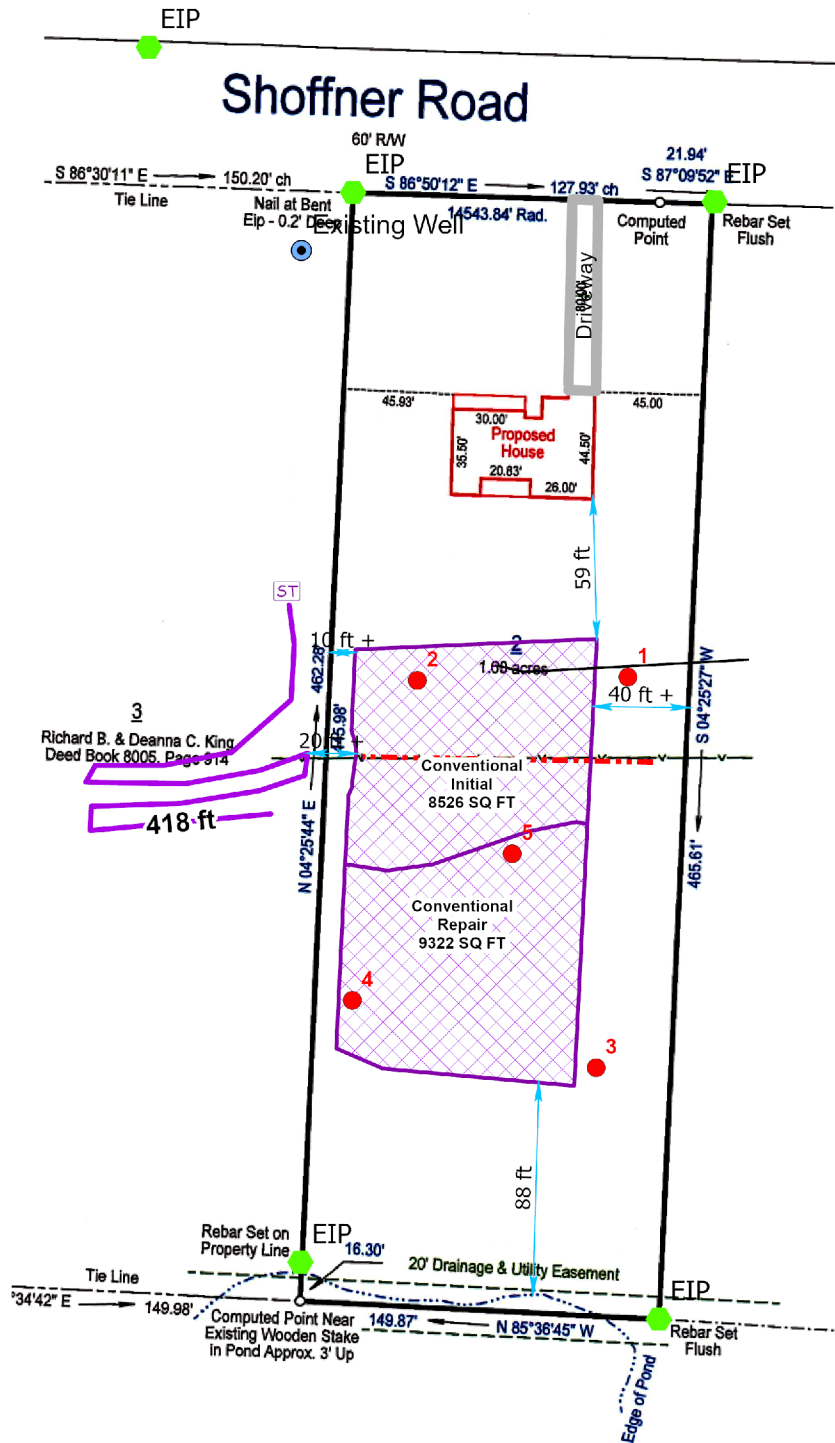 EIP
Shoffner Road
60' R/W
EIP
S 86°30'11" E
150.20' ch
Tie Line
S 86°50'12" E
127.93' ch
21.94'
S 87°09'52" E
EIP
Nail at Bent
Eip - 0.2' Deep
14543.84' Rad.
Computed
Point
Rebar Set
Flush
Existing Well
80.00'
Driveway
45.93'
45.00
30.00'
Proposed
House
35.50'
44.50'
20.83'
26.00'
59 ft
ST
10 ft +
2
1.00 acres
2
1
40 ft +
462.28'
445.98'
N 04°25'44" E
S 04°25'27" W
465.61'
3
Richard B. & Deanna C. King
Deed Book 8005, Page 914
20 ft +
418 ft
Conventional
Initial
8526 SQ FT
5
Conventional
Repair
9322 SQ FT
4
3
88 ft
Rebar Set on
Property Line
EIP
16.30'
20' Drainage & Utility Easement
Tie Line
°34'42" E
149.98'
Computed Point Near
Existing Wooden Stake
in Pond Approx. 3' Up
149.87'
N 85°36'45" W
EIP
Rebar Set
Flush
Edge of Pond